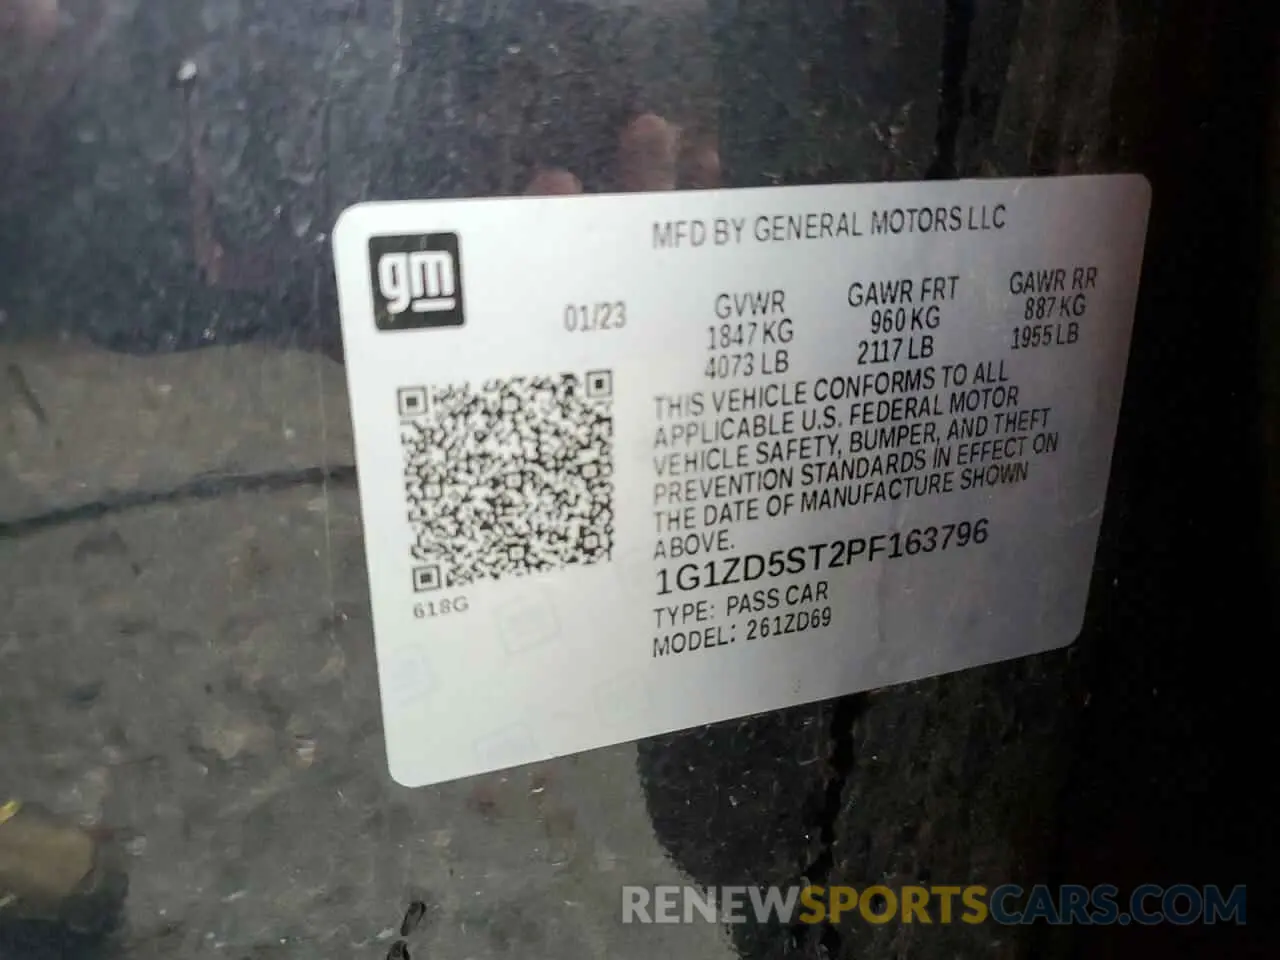 gm
MFD BY GENERAL MOTORS LLC
01/23
GVWR
1847 KG
4073 LB
GAWR FRT
960 KG
2117 LB
GAWR RR
887 KG
1955 LB
THIS VEHICLE CONFORMS TO ALL
APPLICABLE U.S. FEDERAL MOTOR
VEHICLE SAFETY, BUMPER, AND THEFT
PREVENTION STANDARDS IN EFFECT ON
THE DATE OF MANUFACTURE SHOWN
ABOVE.
1G1ZD5ST2PF163796
TYPE: PASS CAR
MODEL: 261ZD69
618G
RENEWSPORTSCARS.COM